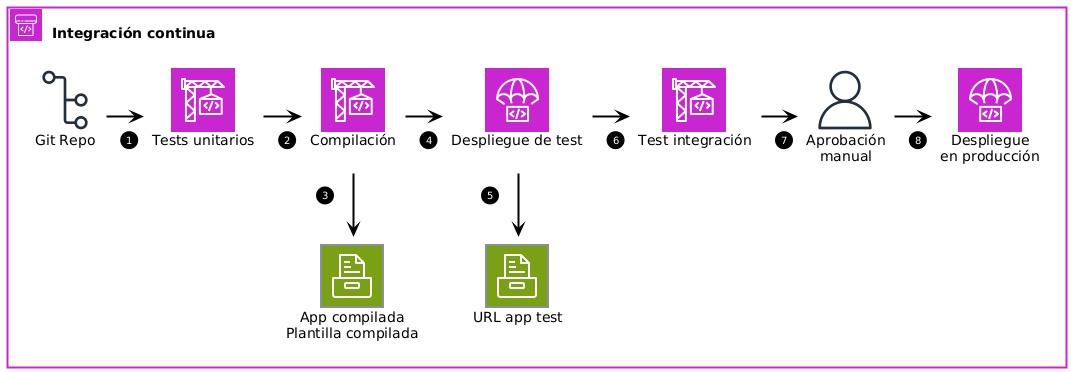 Integración continua
Git Repo
1
Tests unitarios
2
Compilación
4
Despliegue de test
6
Test integración
7
Aprobación
manual
8
Despliegue
en producción
3
5
App compilada
Plantilla compilada
URL app test